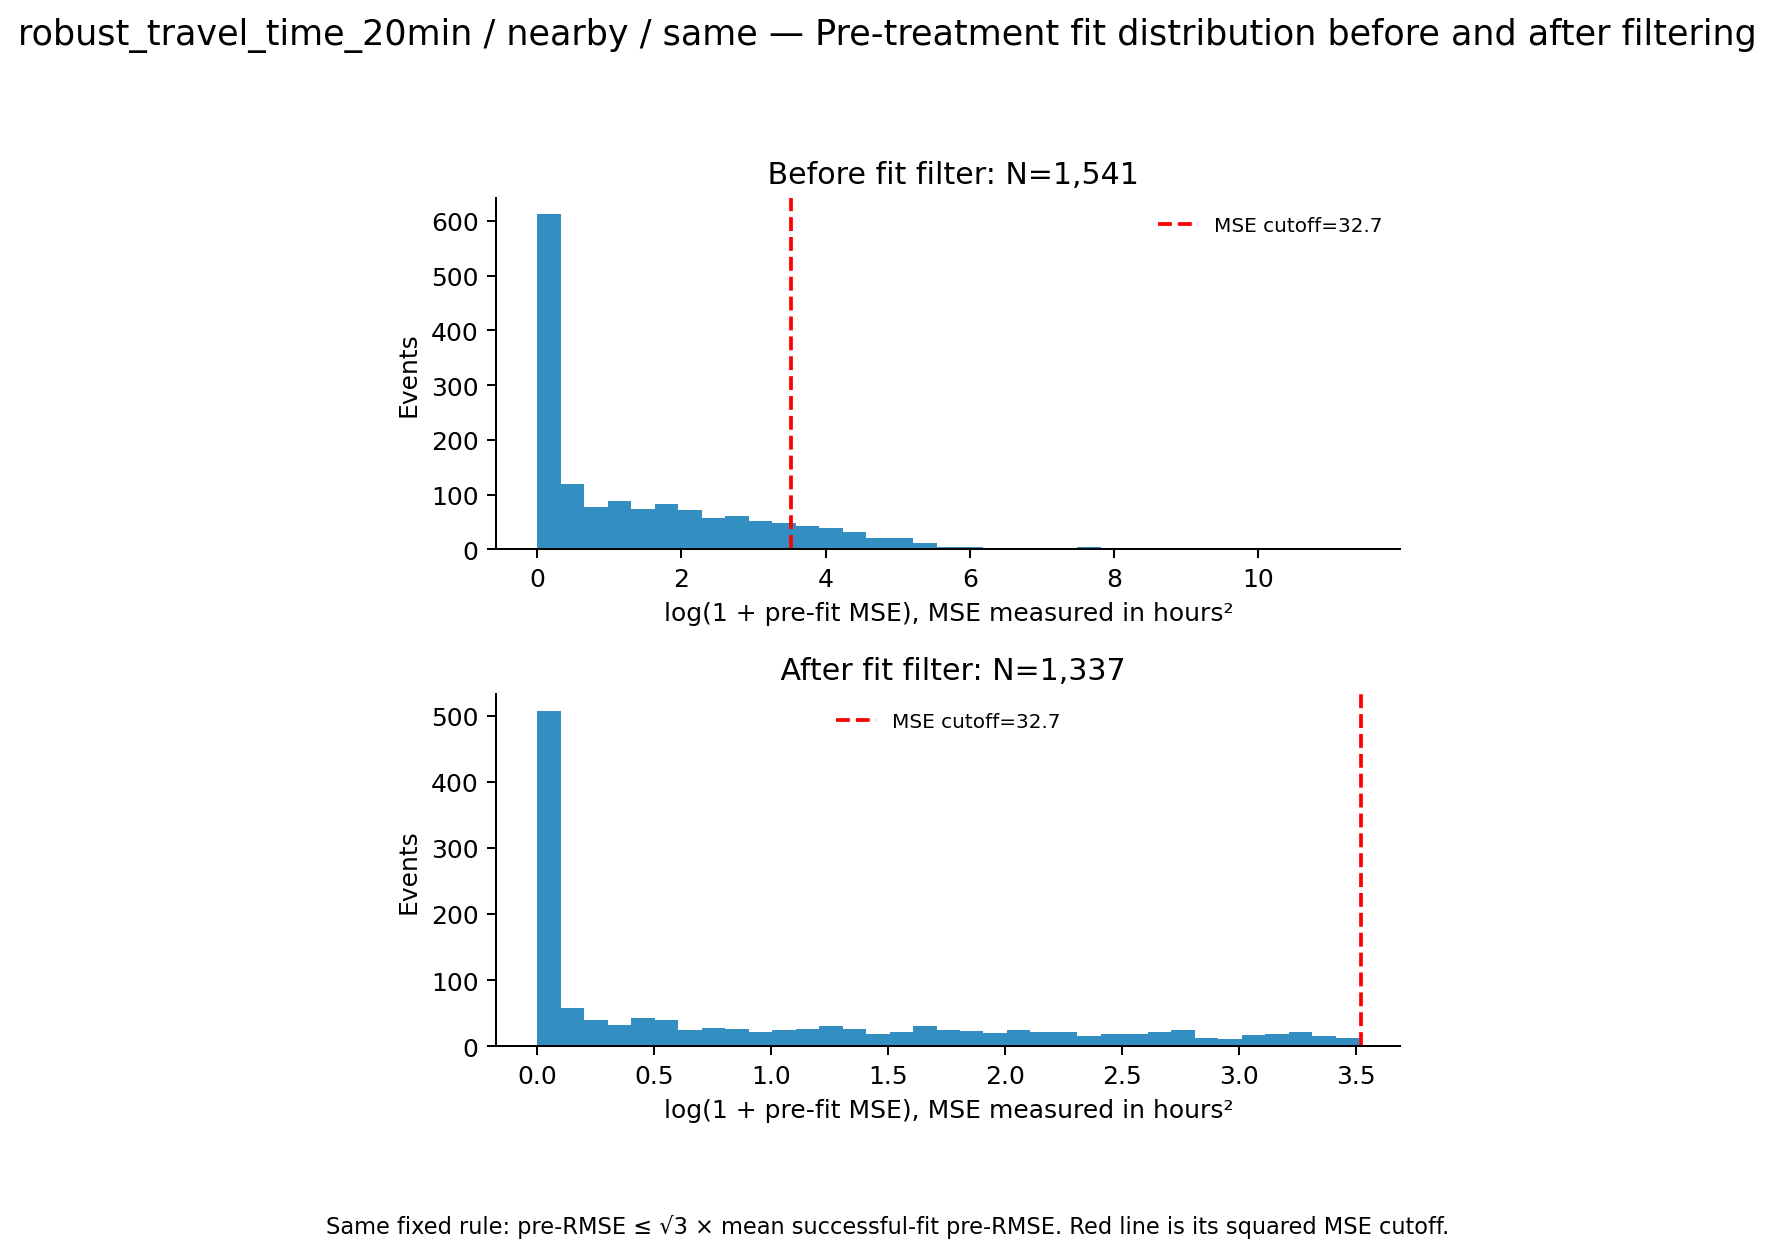 robust_travel_time_20min / nearby / same — Pre-treatment fit distribution before and after filtering
Before fit filter: N=1,541
MSE cutoff=32.7
600
500
400
300
200
100
0
Events
0 2 4 6 8 10
log(1 + pre-fit MSE), MSE measured in hours²
After fit filter: N=1,337
MSE cutoff=32.7
500
400
300
200
100
0
Events
0.0 0.5 1.0 1.5 2.0 2.5 3.0 3.5
log(1 + pre-fit MSE), MSE measured in hours²
Same fixed rule: pre-RMSE ≤ √3 × mean successful-fit pre-RMSE. Red line is its squared MSE cutoff.